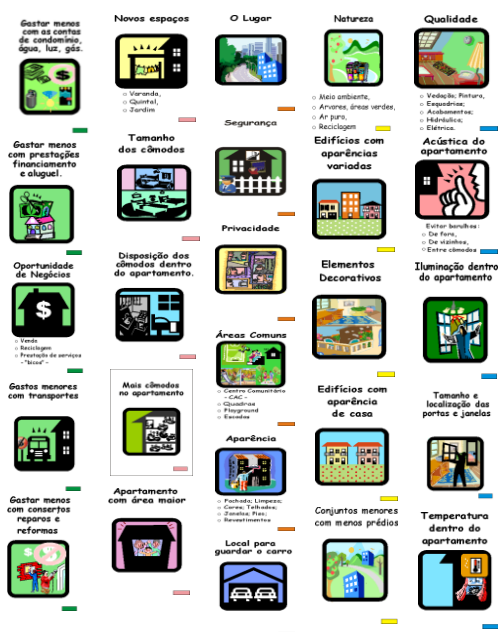 Gastar menos
com as contas
de condomínio,
água, luz, gás.
Gastar menos
com prestações
financiamento
e aluguel.
Oportunidade
de Negócios
$
o Venda
o Reciclagem
o Prestação de serviços
- "bicos" -
Gastos menores
com transportes
Gastar menos
com consertos
reparos e
reformas
Novos espaços
o Varanda,
o Quintal,
o Jardim
Tamanho
dos cômodos
Disposição dos
cômodos dentro
do apartamento.
Mais cômodos
no apartamento
Apartamento
com área maior
O Lugar
Segurança
Privacidade
Áreas Comuns
o Centro Comunitário
- CAC -
o Quadras
o Playground
o Escadas
Aparência
o Fachada; Limpeza;
o Cores; Telhados;
o Janelas; Piso;
o Revestimentos
Local para
guardar o carro
Natureza
o Meio ambiente,
o Arvores, áreas verdes,
o Ar puro,
o Reciclagem
Edifícios com
aparências
variadas
Elementos
Decorativos
Edifícios com
aparência
de casa
Conjuntos menores
com menos prédios
Qualidade
o Vedação; Pintura,
o Esquadrias;
o Acabamentos;
o Hidráulica;
o Elétrica.
Acústica do
apartamento
Evitar barulhos:
o De fora,
o De vizinhos,
o Entre cômodos
Iluminação dentro
do apartamento
Tamanho e
localização das
portas e janelas
Temperatura
dentro do
apartamento